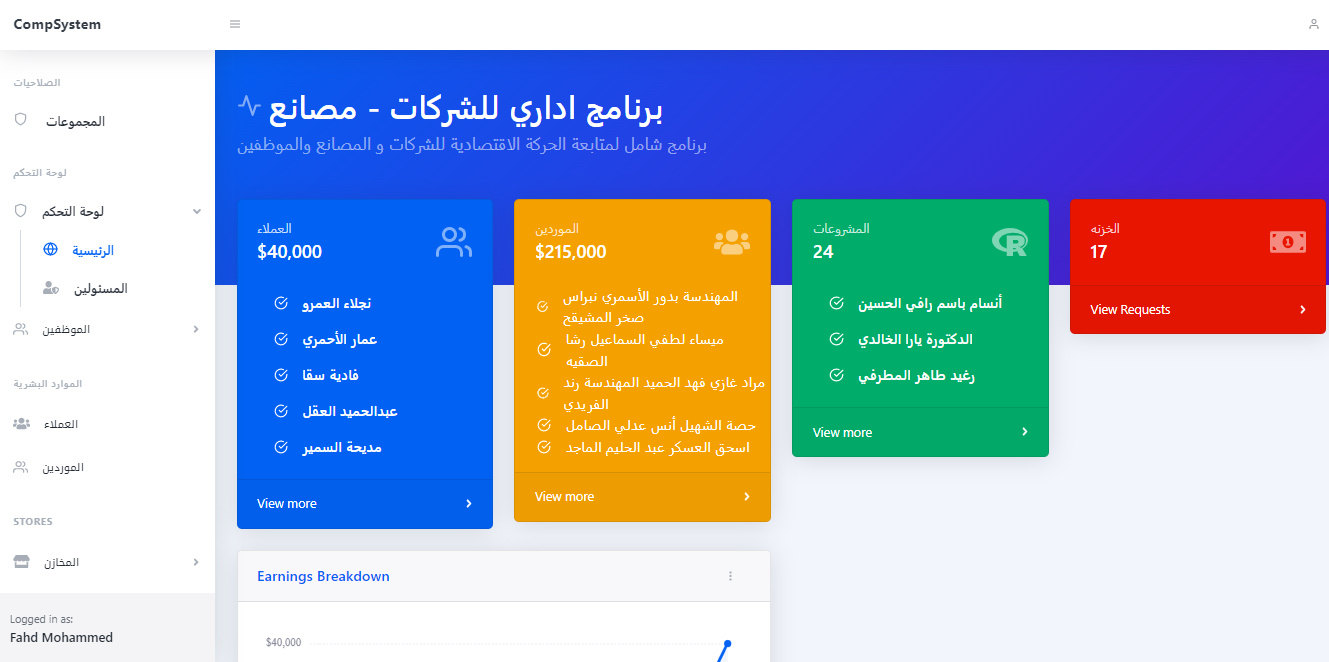 CompSystem
الصلاحيات
المجموعات
لوحة التحكم
لوحة التحكم
الرئيسية
المسئولين
الموظفين
الموارد البشرية
العملاء
الموردين
STORES
المخازن
Logged in as:
Fahd Mohammed
برنامج اداري للشركات - مصانع
برنامج شامل لمتابعة الحركة الاقتصادية للشركات و المصانع والموظفين
العملاء
$40,000
نجلاء العمرو
عمار الأحمري
فادية سقا
عبدالحميد العقل
مديحة السمير
View more
الموردين
$215,000
المهندسة بدور الأسمري نبراس
صخر المشيقح
ميساء لطفي السماعيل رشا
الصقيه
مراد غازي فهد الحميد المهندسة رند
الفريدي
حصة الشهيل أنس عدلي الصامل
اسحق العسكر عبد الحليم الماجد
View more
المشروعات
24
أنسام باسم رافي الحسين
الدكتورة يارا الخالدي
رغيد طاهر المطرفي
View more
الخزنه
17
View Requests
Earnings Breakdown
$40,000